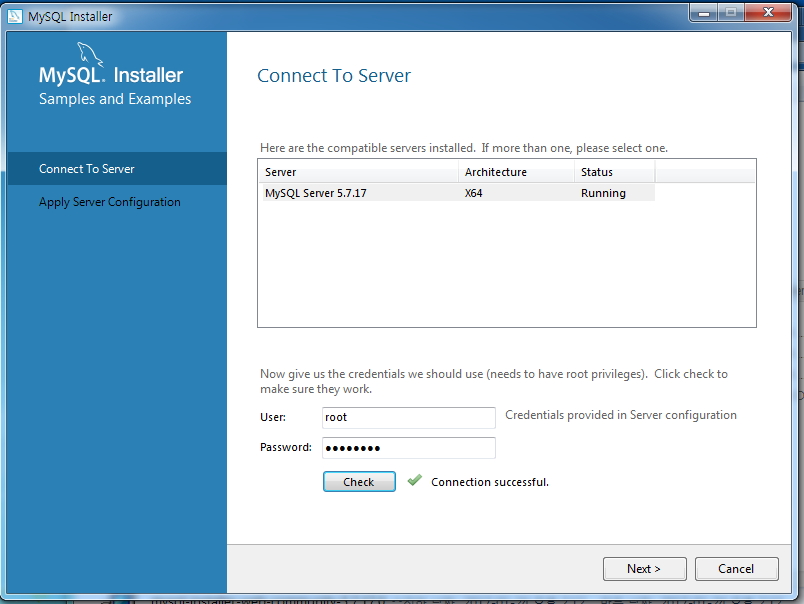 MySQL Installer
MySQL. Installer
Samples and Examples
Connect To Server
Apply Server Configuration
Connect To Server
Here are the compatible servers installed. If more than one, please select one.
Server Architecture Status
MySQL Server 5.7.17 X64 Running
Now give us the credentials we should use (needs to have root privileges). Click check to
make sure they work.
User: root Credentials provided in Server configuration
Password: ●●●●●●●●
Check Connection successful.
Next > Cancel